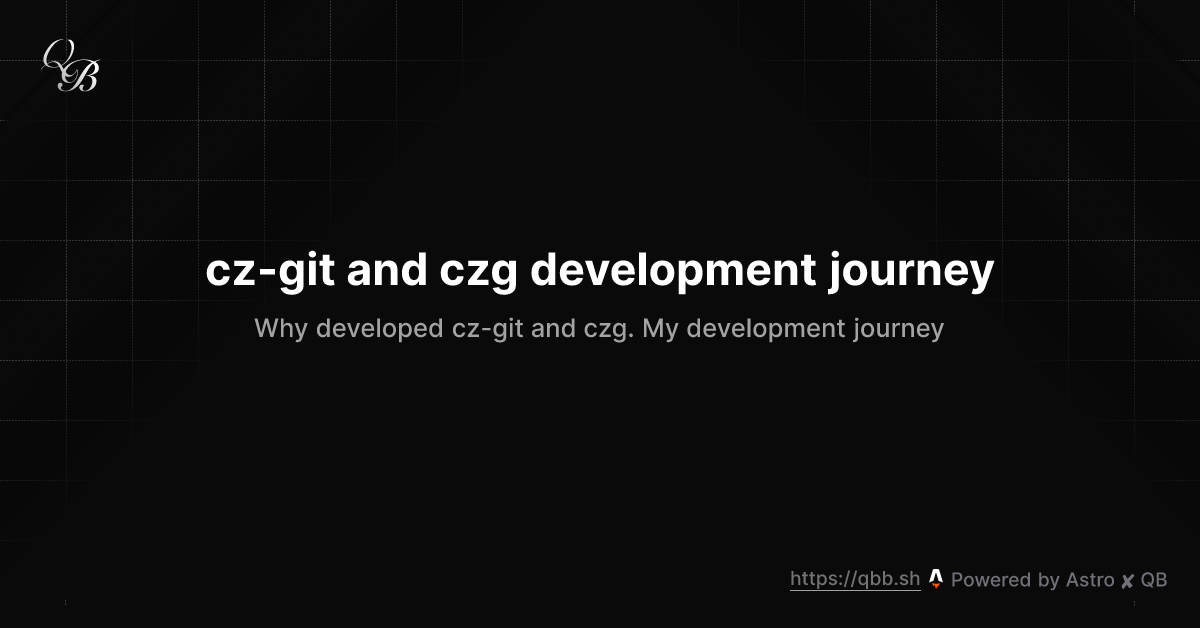 QB
cz-git and czg development journey
Why developed cz-git and czg. My development journey
https://qbb.sh Powered by Astro ✘ QB